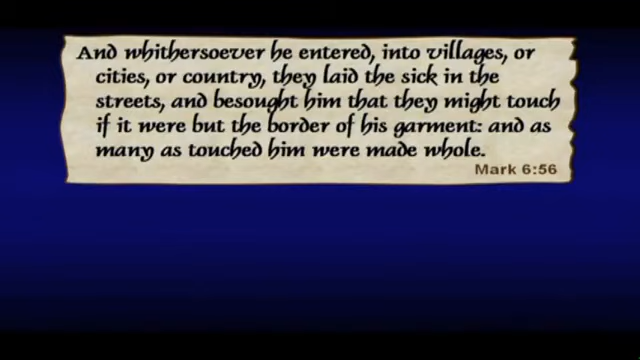 And whithersoever he entered, into villages, or
cities, or country, they laid the sick in the
streets, and besought him that they might touch
if it were but the border of his garment: and as
many as touched him were made whole.
Mark 6:56